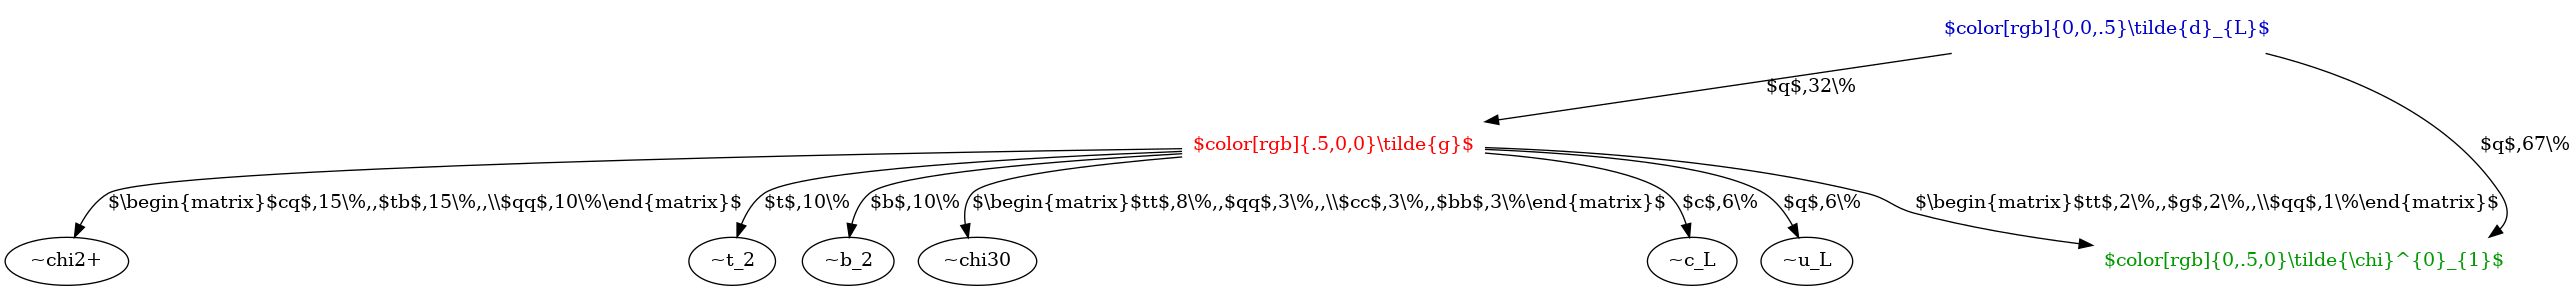 $color[rgb]{0,0,.5}\tilde{d}_{L}$
$q$,32\%
$color[rgb]{.5,0,0}\tilde{g}$
$q$,67\%
$\begin{matrix}$cq$,15\%,,$tb$,15\%,,\\$qq$,10\%\end{matrix}$
$t$,10\%
$b$,10\%
$\begin{matrix}$tt$,8\%,,$qq$,3\%,,\\$cc$,3\%,,$bb$,3\%\end{matrix}$
$c$,6\%
$q$,6\%
$\begin{matrix}$tt$,2\%,,$g$,2\%,,\\$qq$,1\%\end{matrix}$
~chi2+
~t_2
~b_2
~chi30
~c_L
~u_L
$color[rgb]{0,.5,0}\tilde{\chi}^{0}_{1}$